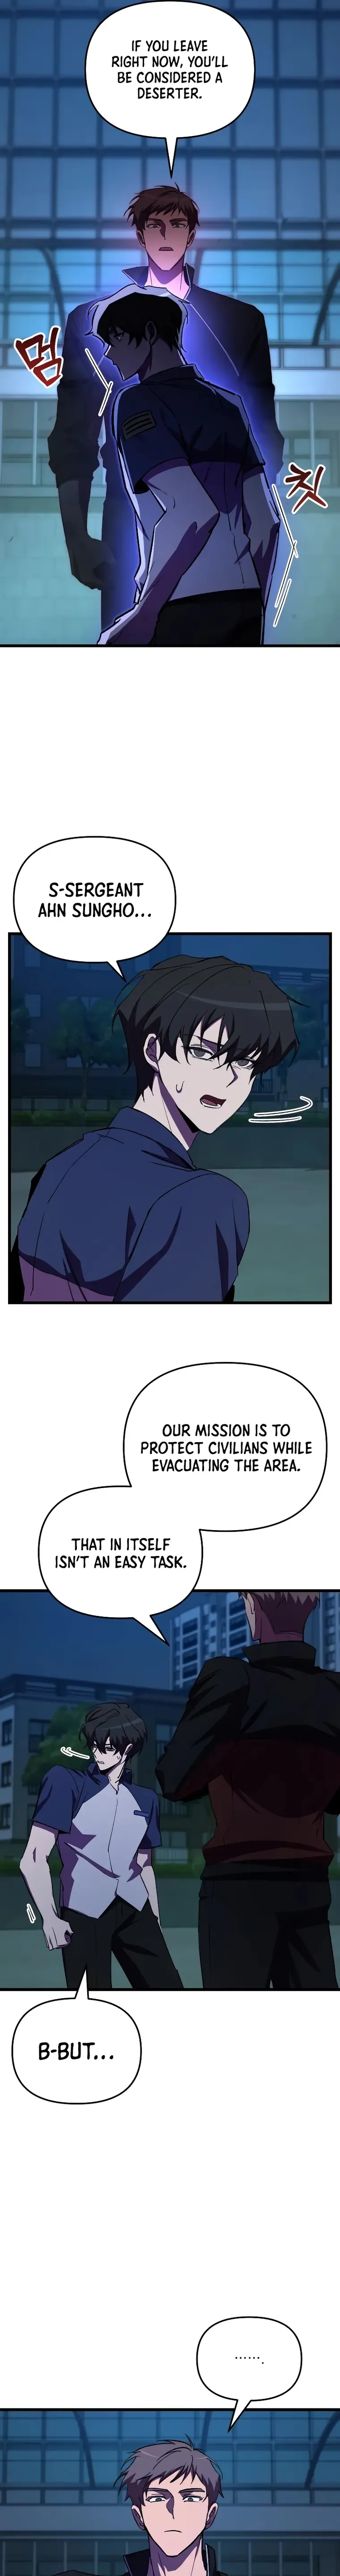 IF YOU LEAVE
RIGHT NOW, YOU'LL
BE CONSIDERED A
DESERTER.
멈
칫
S-SERGEANT
AHN SUNGHO...
OUR MISSION IS TO
PROTECT CIVILIANS WHILE
EVACUATING THE AREA.
THAT IN ITSELF
ISN'T AN EASY TASK.
B-BUT...
.......